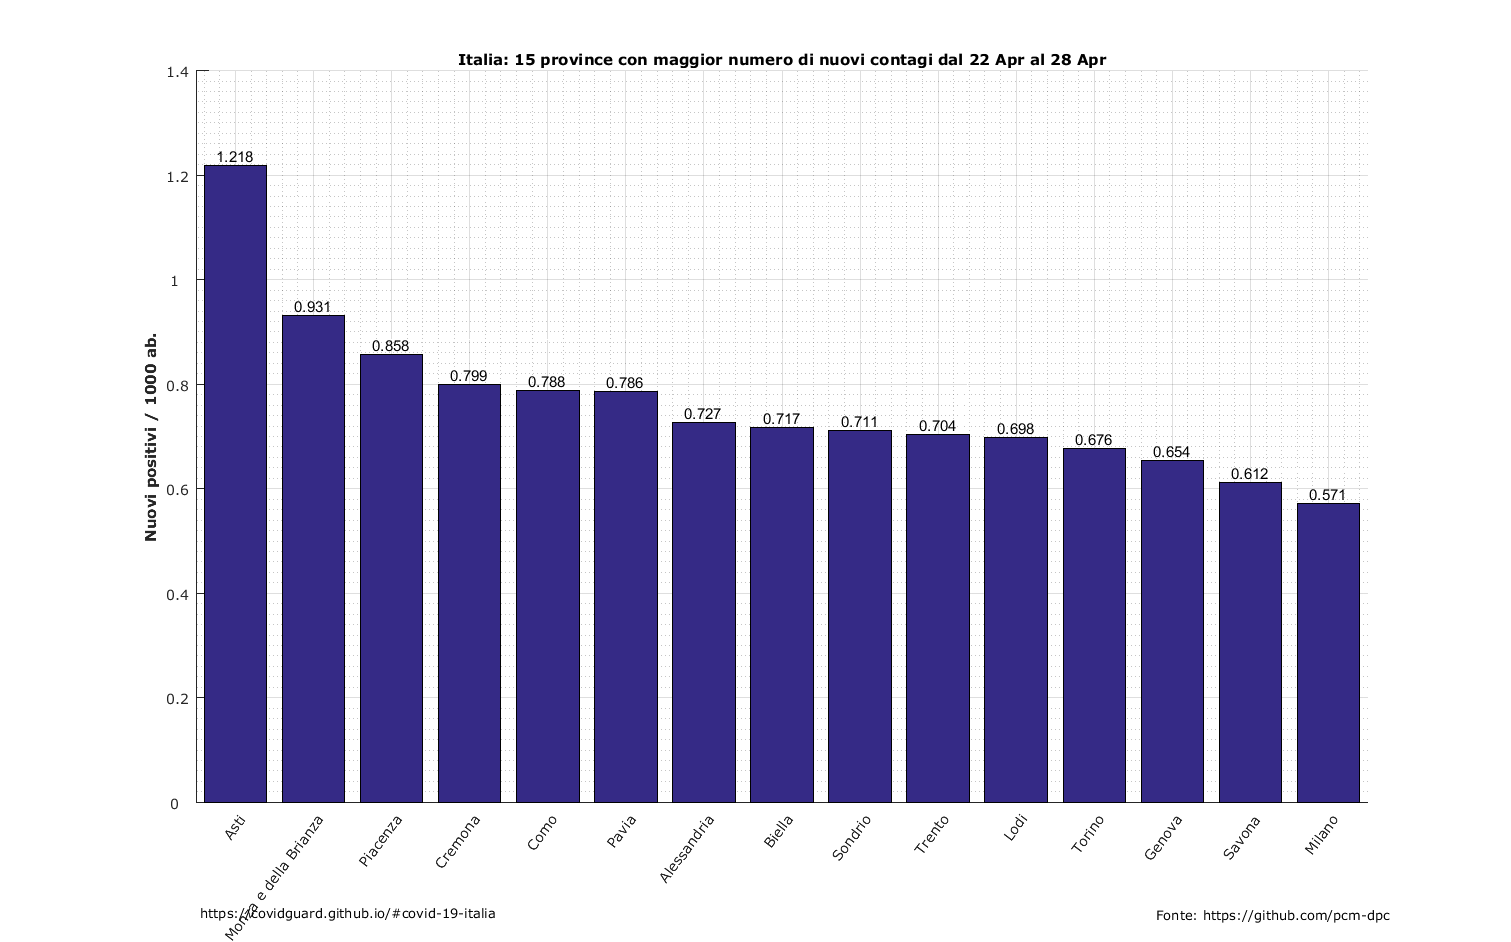 Italia: 15 province con maggior numero di nuovi contagi dal 22 Apr al 28 Apr
Nuovi positivi / 1000 ab.
1.4
1.2
1
0.8
0.6
0.4
0.2
0
1.218
0.931
0.858
0.799
0.788
0.786
0.727
0.717
0.711
0.704
0.698
0.676
0.654
0.612
0.571
Asti
Monza e della Brianza
Piacenza
Cremona
Como
Pavia
Alessandria
Biella
Sondrio
Trento
Lodi
Torino
Genova
Savona
Milano
https://covidguard.github.io/#covid-19-italia
Fonte: https://github.com/pcm-dpc